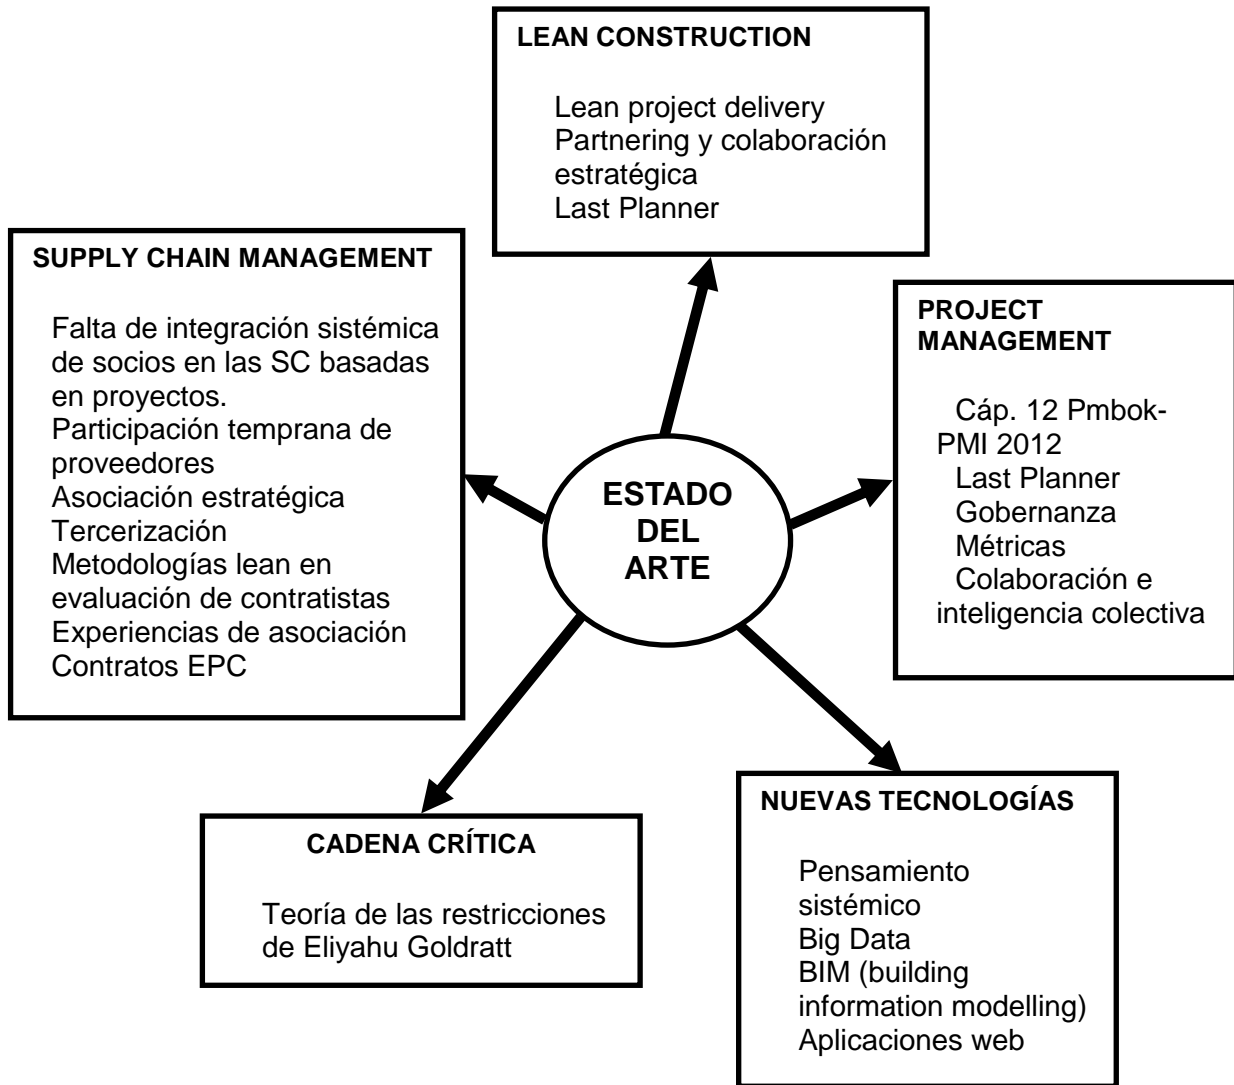 LEAN CONSTRUCTION
Lean project delivery
Partnering y colaboración
estratégica
Last Planner
SUPPLY CHAIN MANAGEMENT
Falta de integración sistémica
de socios en las SC basadas
en proyectos.
Participación temprana de
proveedores
Asociación estratégica
Tercerización
Metodologías lean en
evaluación de contratistas
Experiencias de asociación
Contratos EPC
PROJECT
MANAGEMENT
Cáp. 12 Pmbok-
PMI 2012
Last Planner
Gobernanza
Métricas
Colaboración e
inteligencia colectiva
ESTADO
DEL
ARTE
CADENA CRÍTICA
Teoría de las restricciones
de Eliyahu Goldratt
NUEVAS TECNOLOGÍAS
Pensamiento
sistémico
Big Data
BIM (building
information modelling)
Aplicaciones web